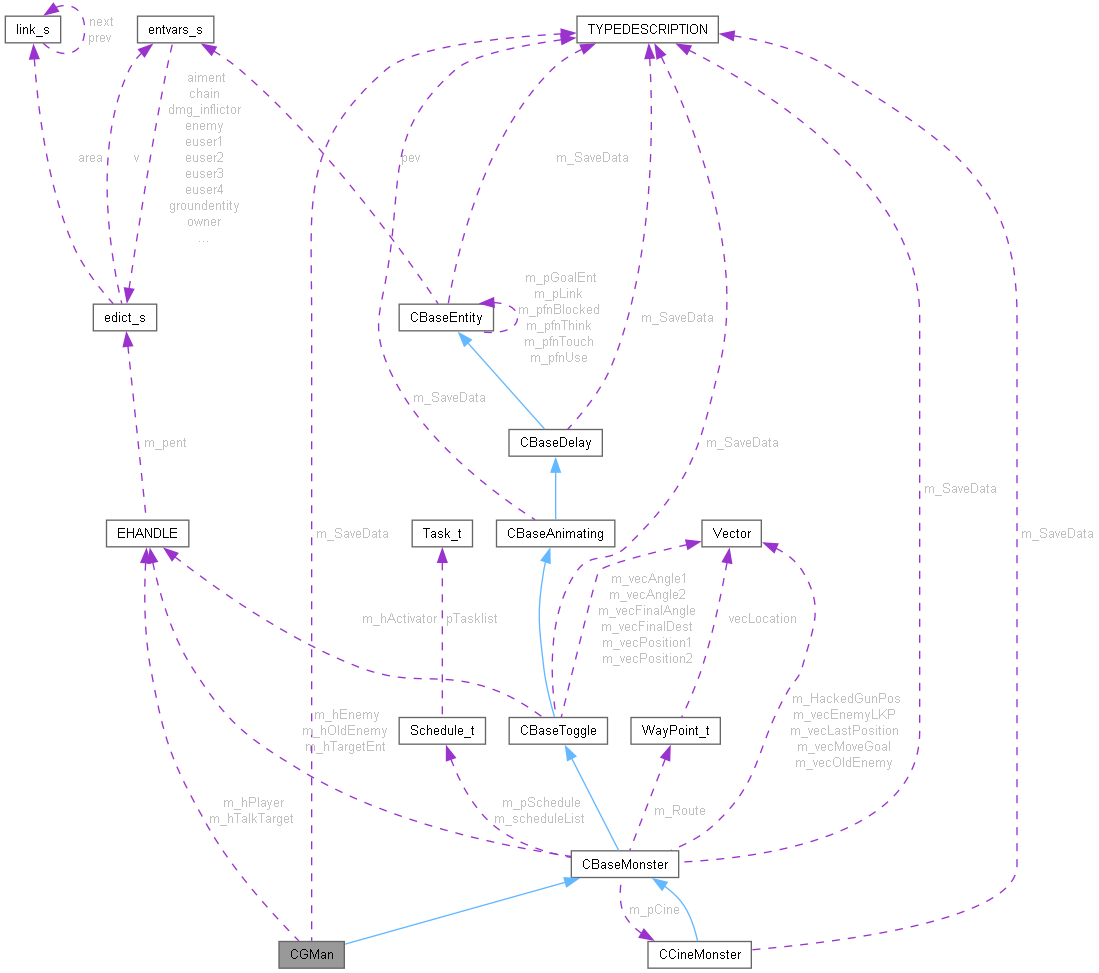 link_s
next
prev
entvars_s
TYPEDESCRIPTION
aiment
chain
dmg_inflictor
enemy
euser1
euser2
euser3
euser4
groundentity
owner
...
area
v
pev
m_SaveData
edict_s
CBaseEntity
m_pGoalEnt
m_pLink
m_pfnBlocked
m_pfnThink
m_pfnTouch
m_pfnUse
m_SaveData
m_SaveData
m_pent
CBaseDelay
m_SaveData
m_SaveData
EHANDLE
m_SaveData
Task_t
CBaseAnimating
Vector
m_SaveData
m_hActivator
pTasklist
m_vecAngle1
m_vecAngle2
m_vecFinalAngle
m_vecFinalDest
m_vecPosition1
m_vecPosition2
vecLocation
m_hEnemy
m_hOldEnemy
m_hTargetEnt
Schedule_t
CBaseToggle
WayPoint_t
m_HackedGunPos
m_vecEnemyLKP
m_vecLastPosition
m_vecMoveGoal
m_vecOldEnemy
m_hPlayer
m_hTalkTarget
m_pSchedule
m_scheduleList
m_Route
CBaseMonster
m_pCine
CGMan
CCineMonster